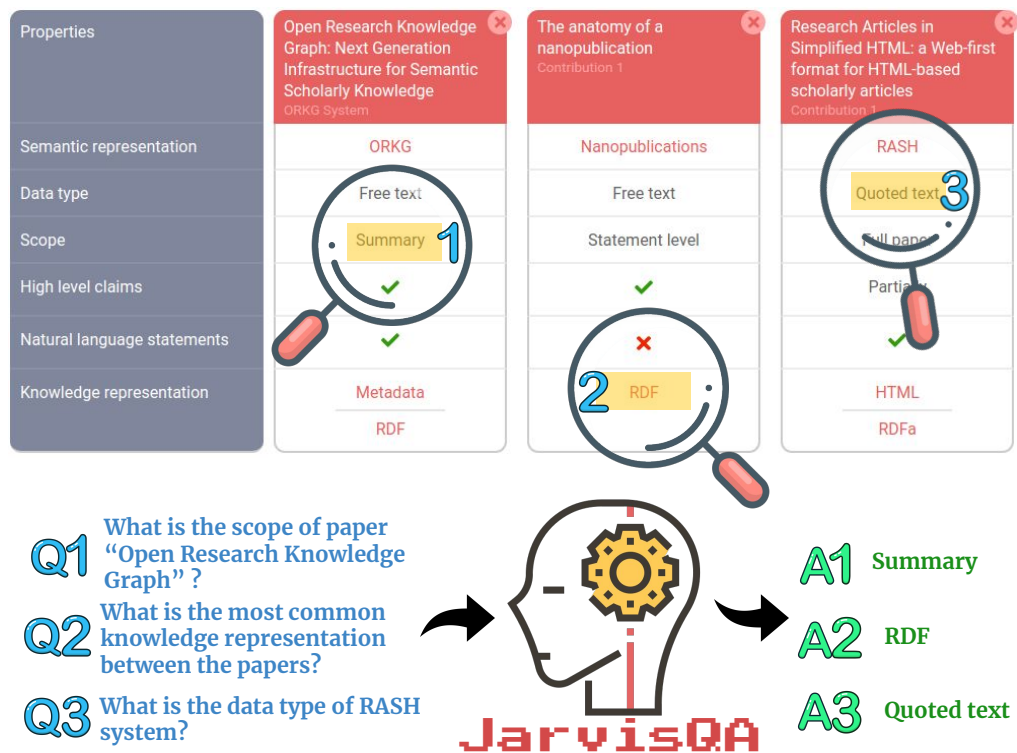 Properties
Open Research Knowledge
Graph: Next Generation
Infrastructure for Semantic
Scholarly Knowledge
ORKG System
The anatomy of a
nanopublication
Contribution 1
Research Articles in
Simplified HTML: a Web-first
format for HTML-based
scholarly articles
Contribution 1
Semantic representation
ORKG
Nanopublications
RASH
Data type
Free text
Free text
Quoted text
3
Scope
Summary
1
Statement level
Full paper
High level claims
Partially
Natural language statements
Knowledge representation
Metadata
2
RDF
HTML
RDF
RDFa
Q1
What is the scope of paper
“Open Research Knowledge
Graph” ?
Q2
What is the most common
knowledge representation
between the papers?
Q3
What is the data type of RASH
system?
JarvisQA
A1 Summary
A2 RDF
A3 Quoted text